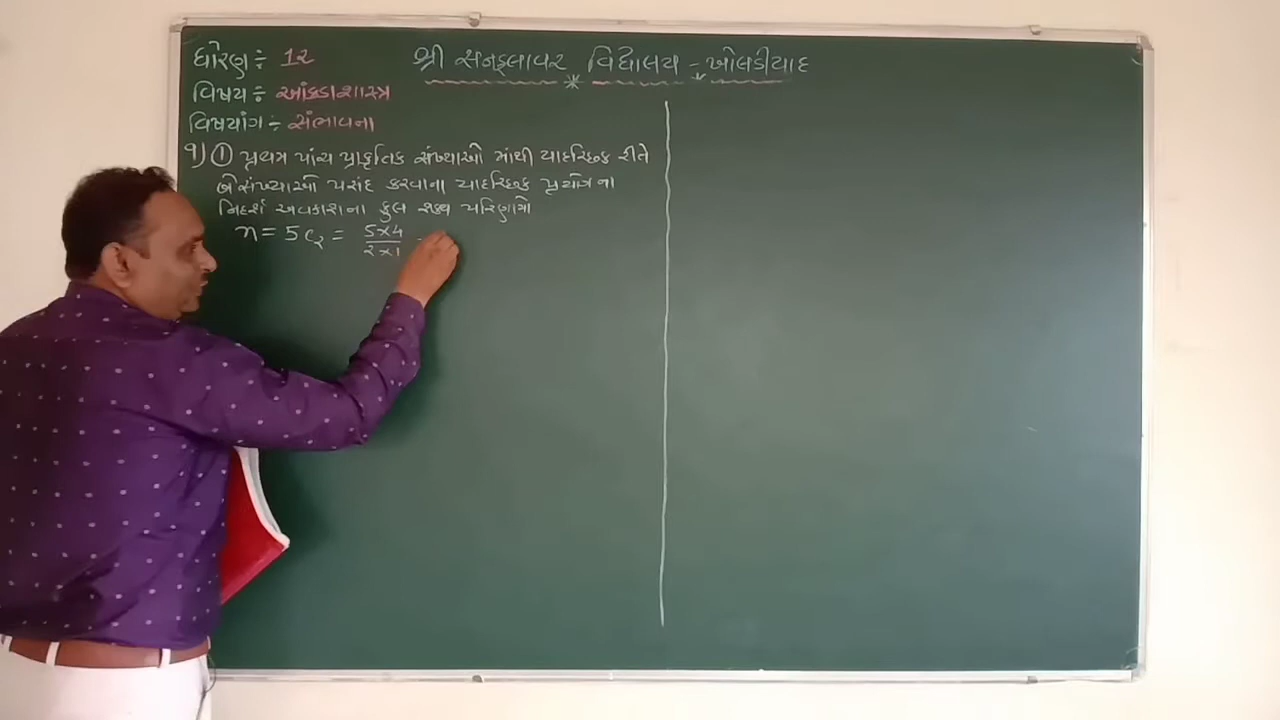 ધોરણ ÷ 12
શ્રી સનફ્લાવર વિદ્યાલય - ખોલડીયાદ
વિષય ÷ આંકડાશાસ્ત્ર
વિષયાંગ ÷ સંભાવના
૧) ① પ્રથમ પાંચ પ્રાકૃતિક સંખ્યાઓ માંથી યાદચ્છિક રીતે
બે સંખ્યાઓ પસંદ કરવાના યાદચ્છિક પ્રયોગ ના
નિદર્શ અવકાશના કુલ શક્ય પરિણામો
n = 5c₂ = 5×4 / 2×1